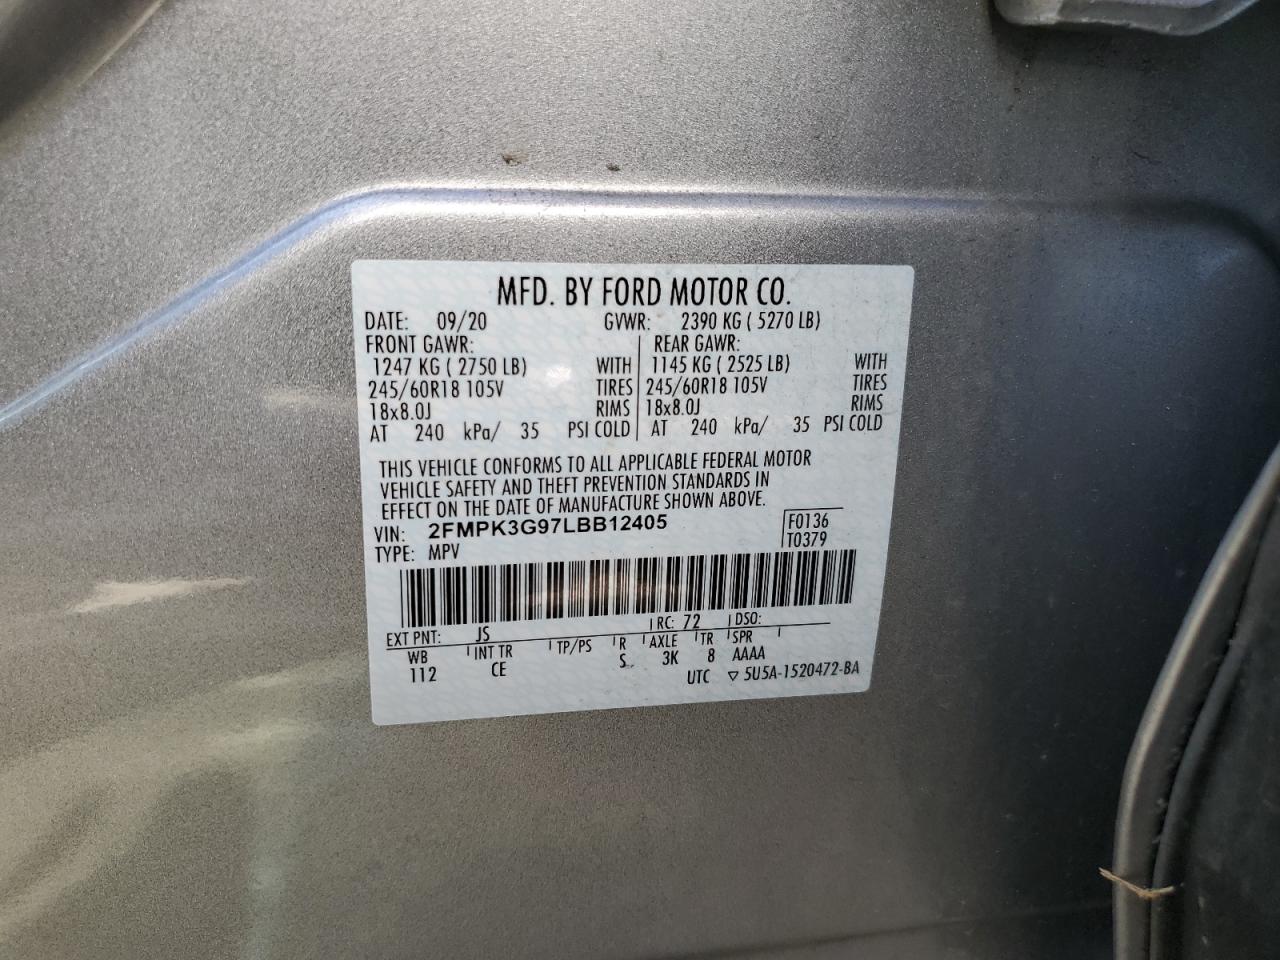 MFD. BY FORD MOTOR CO.
DATE: 09/20 GVWR: 2390 KG ( 5270 LB)
FRONT GAWR: REAR GAWR:
1247 KG ( 2750 LB) WITH 1145 KG ( 2525 LB) WITH
245/60R18 105V TIRES 245/60R18 105V TIRES
18x8.0J RIMS 18x8.0J RIMS
AT 240 kPa/ 35 PSI COLD AT 240 kPa/ 35 PSI COLD
THIS VEHICLE CONFORMS TO ALL APPLICABLE FEDERAL MOTOR
VEHICLE SAFETY AND THEFT PREVENTION STANDARDS IN
EFFECT ON THE DATE OF MANUFACTURE SHOWN ABOVE.
VIN: 2FMPK3G97LBB12405 F0136
TYPE: MPV T0379
EXT PNT: JS RC: 72 DSO:
WB INT TR TP/PS R AXLE TR SPR
112 CE S 3K 8 AAAA
UTC ▽ 5U5A-1520472-BA